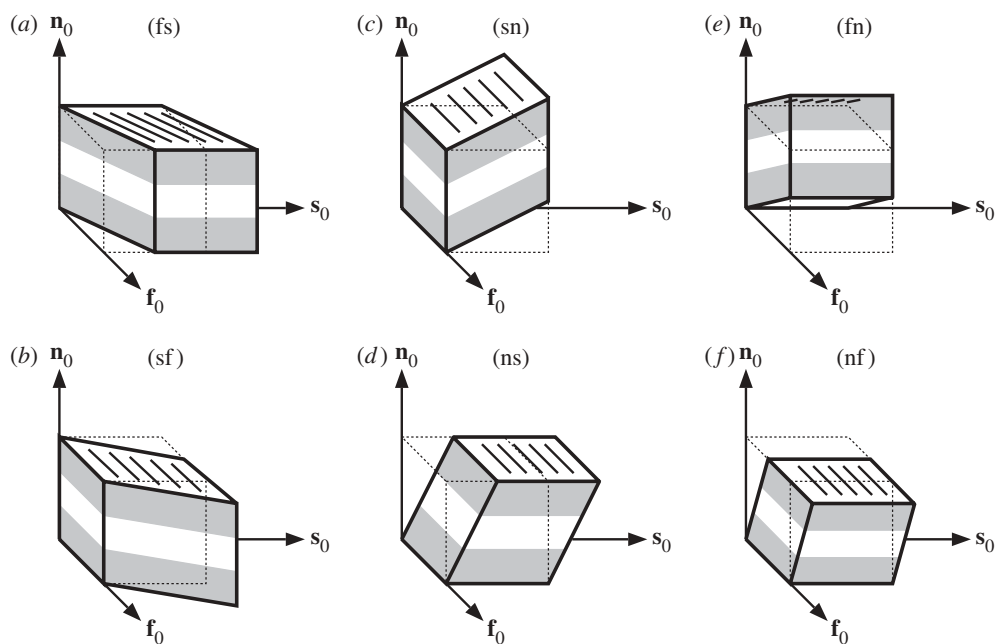 (a) n₀ (fs)
s₀
f₀
(c) n₀ (sn)
s₀
f₀
(e) n₀ (fn)
s₀
f₀
(b) n₀ (sf)
s₀
f₀
(d) n₀ (ns)
s₀
f₀
(f) n₀ (nf)
s₀
f₀